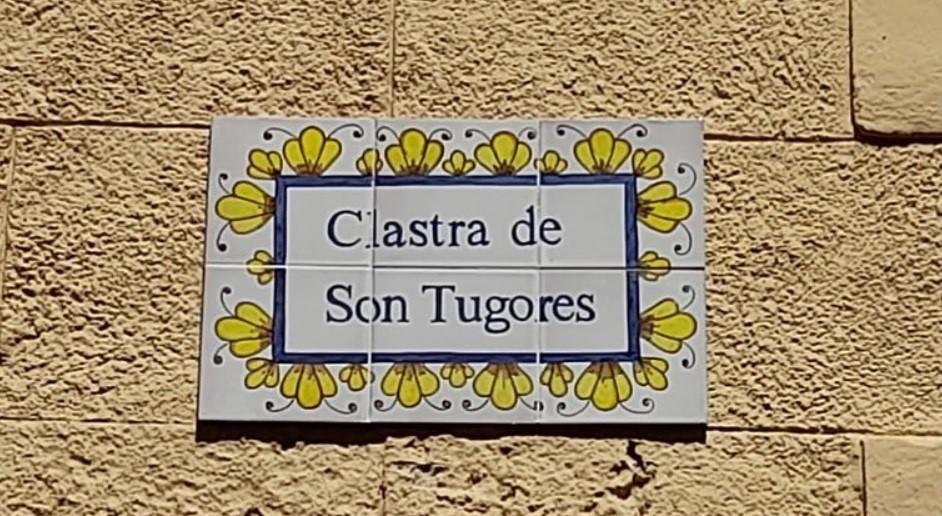 Clastra de
Son Tugores